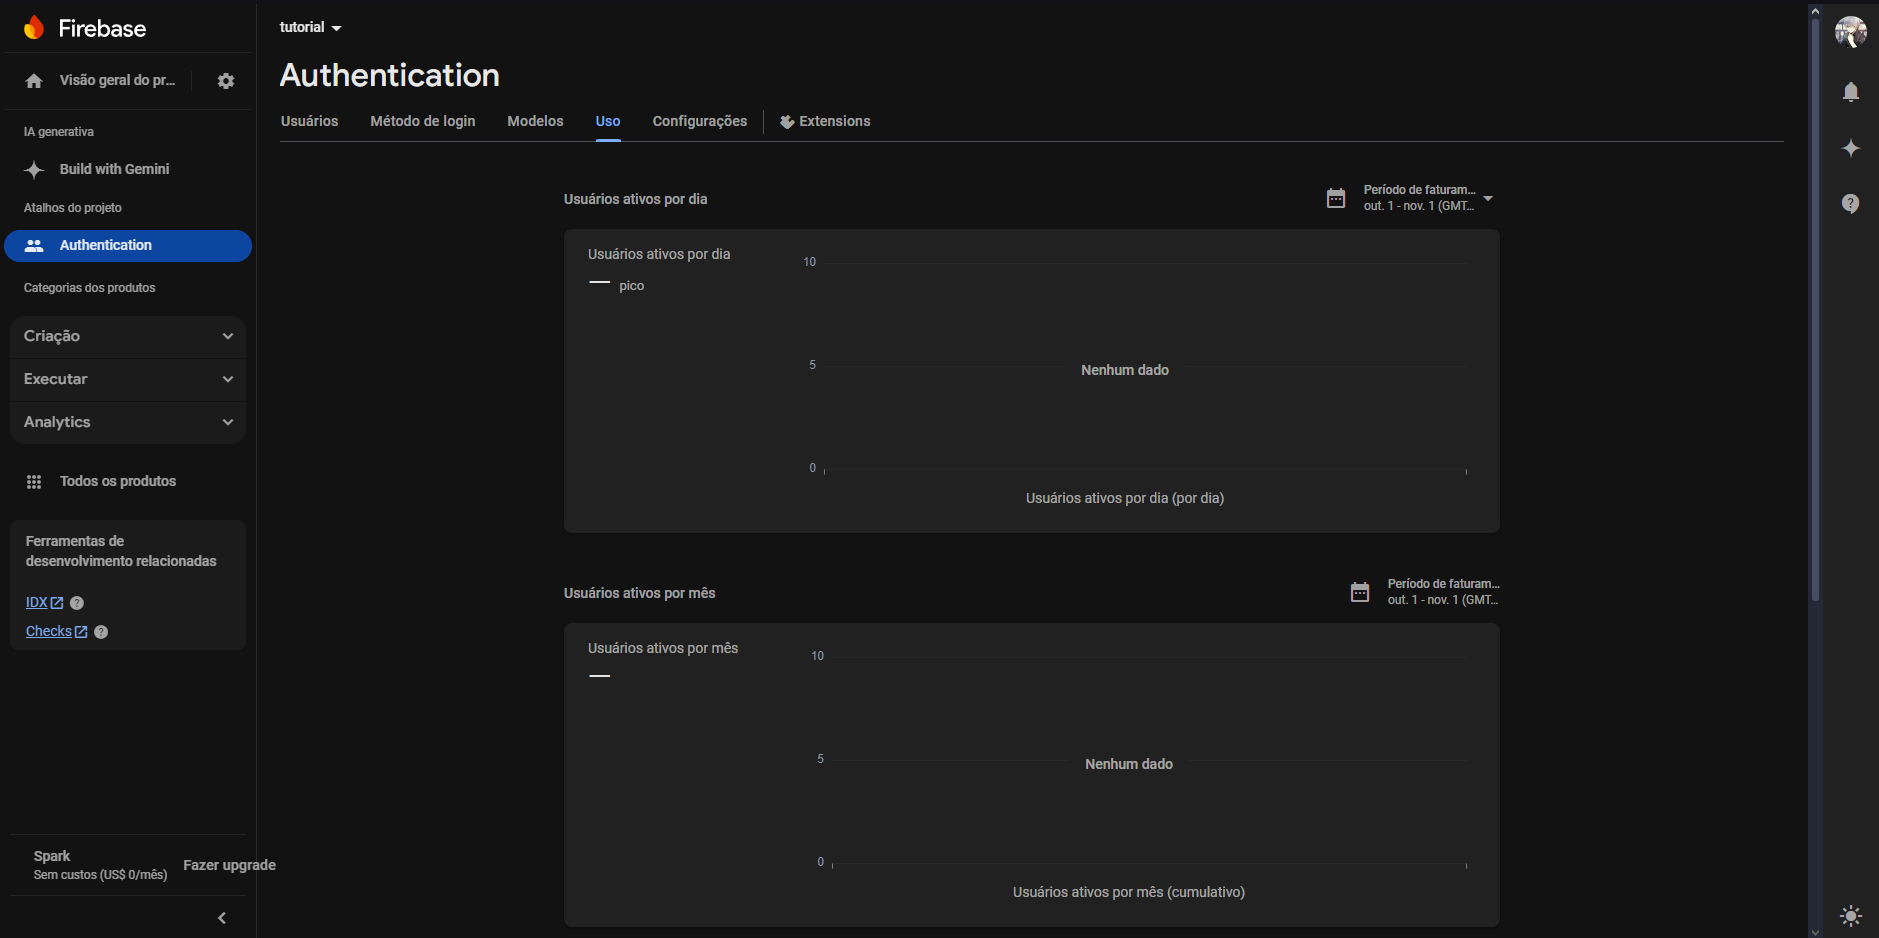 Firebase
Visão geral do pr...
IA generativa
Build with Gemini
Atalhos do projeto
Authentication
Categorias dos produtos
Criação
Executar
Analytics
Todos os produtos
Ferramentas de
desenvolvimento relacionadas
IDX
Checks
Spark
Sem custos (US$ 0/mês)
Fazer upgrade
tutorial
Authentication
Usuários
Método de login
Modelos
Uso
Configurações
Extensions
Usuários ativos por dia
Período de faturam...
out. 1 - nov. 1 (GMT...
Usuários ativos por dia
pico
10
5
0
Nenhum dado
Usuários ativos por dia (por dia)
Usuários ativos por mês
Período de faturam...
out. 1 - nov. 1 (GMT...
Usuários ativos por mês
10
5
0
Nenhum dado
Usuários ativos por mês (cumulativo)